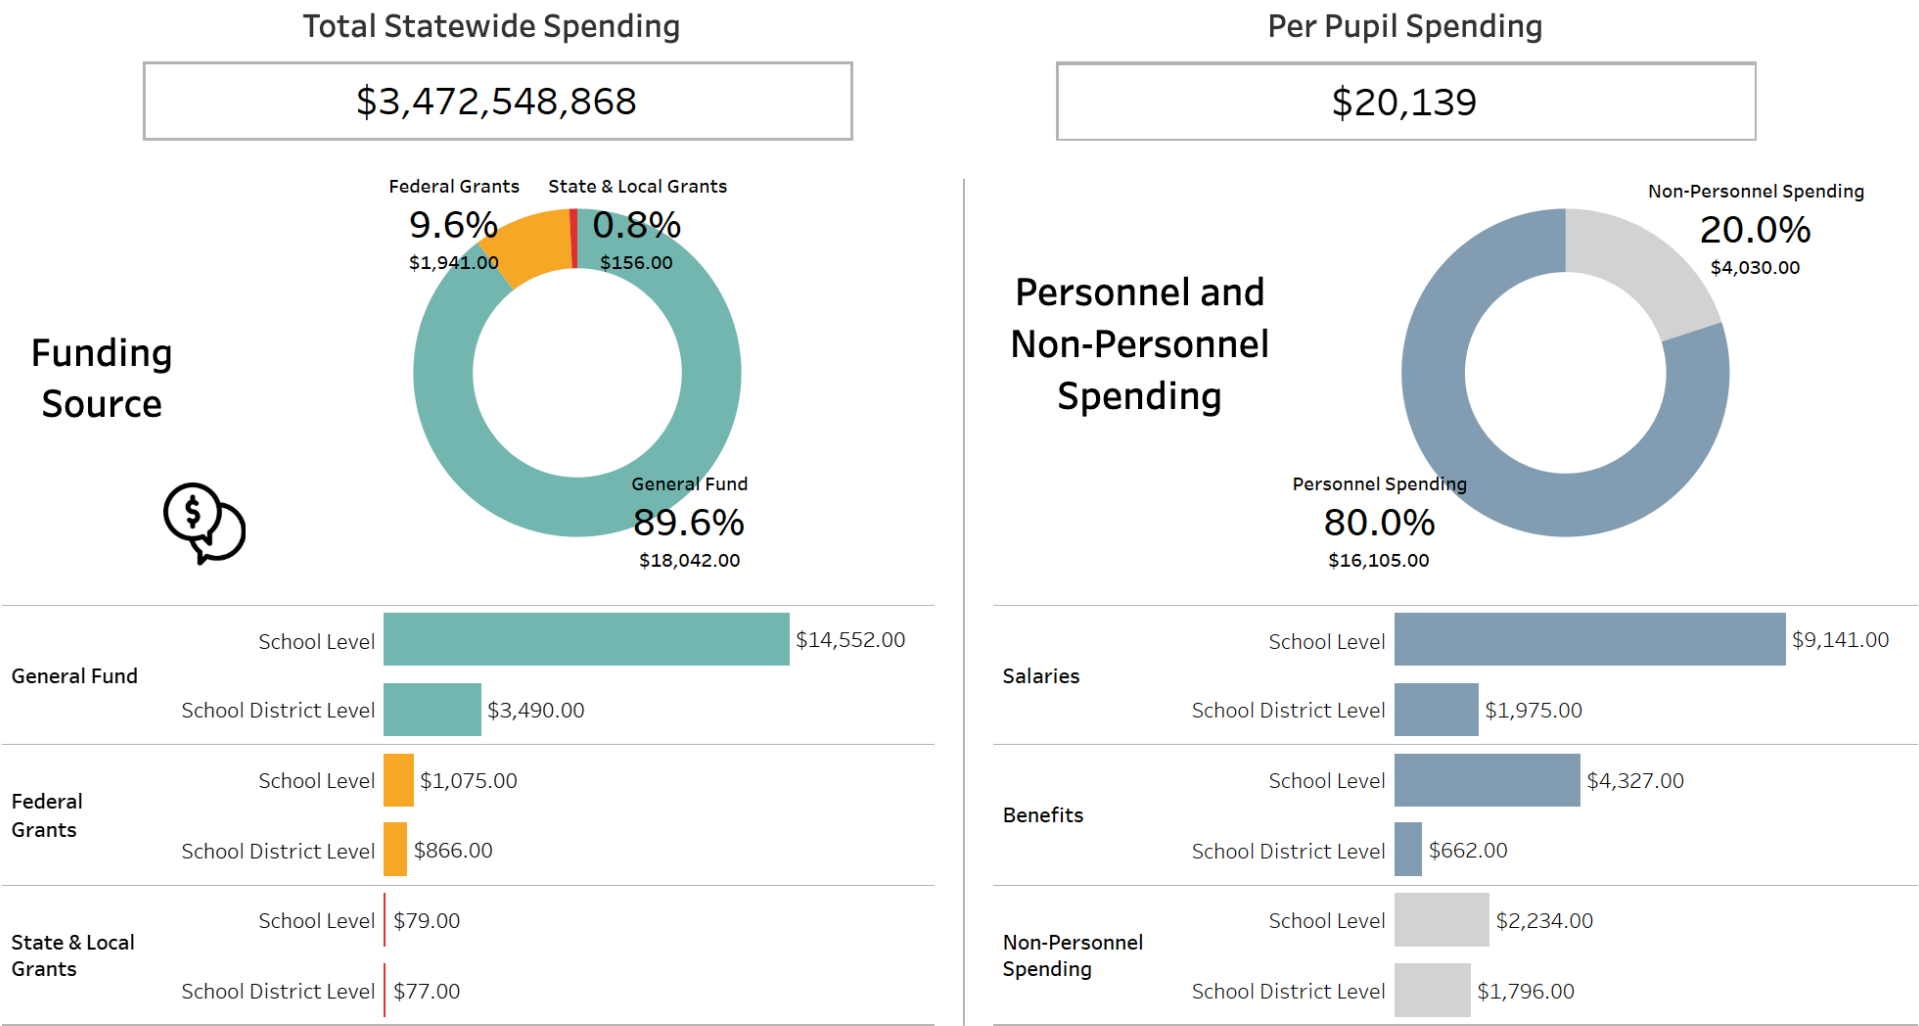 Total Statewide Spending
$3,472,548,868
Per Pupil Spending
$20,139
Funding
Source
Federal Grants
9.6%
$1,941.00
State & Local Grants
0.8%
$156.00
General Fund
89.6%
$18,042.00
$
Personnel and
Non-Personnel
Spending
Non-Personnel Spending
20.0%
$4,030.00
Personnel Spending
80.0%
$16,105.00
General Fund
School Level
$14,552.00
School District Level
$3,490.00
Federal
Grants
School Level
$1,075.00
School District Level
$866.00
State & Local
Grants
School Level
$79.00
School District Level
$77.00
Salaries
School Level
$9,141.00
School District Level
$1,975.00
Benefits
School Level
$4,327.00
School District Level
$662.00
Non-Personnel
Spending
School Level
$2,234.00
School District Level
$1,796.00